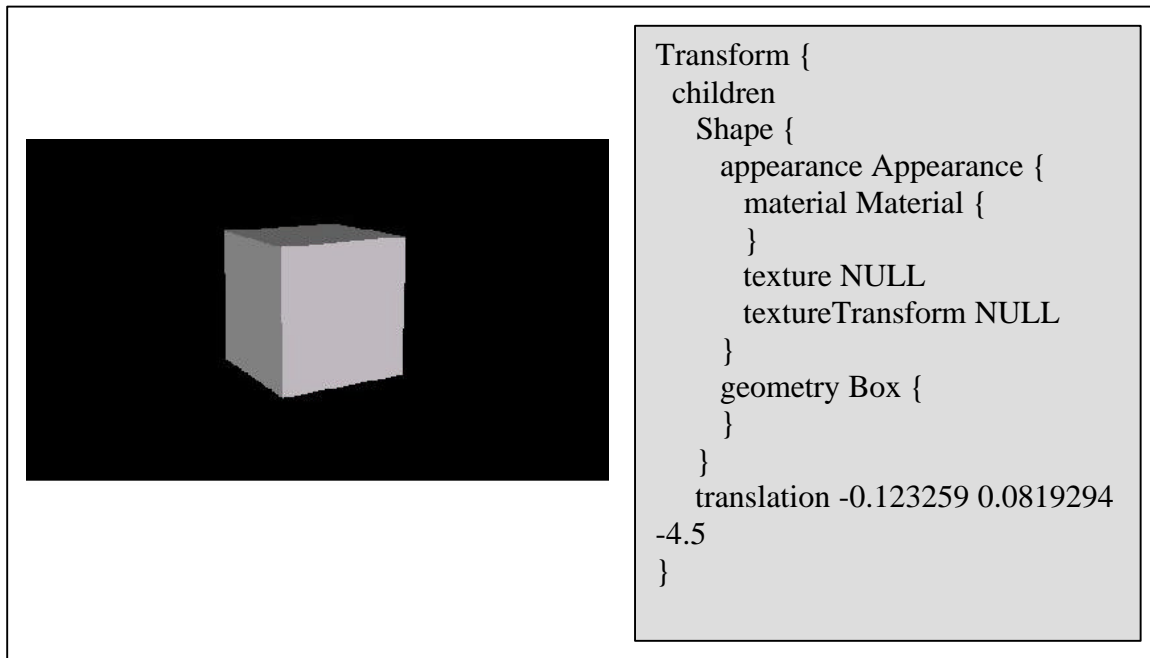 Transform {
children
Shape {
appearance Appearance {
material Material {
}
texture NULL
textureTransform NULL
}
geometry Box {
}
}
translation -0.123259 0.0819294
-4.5
}